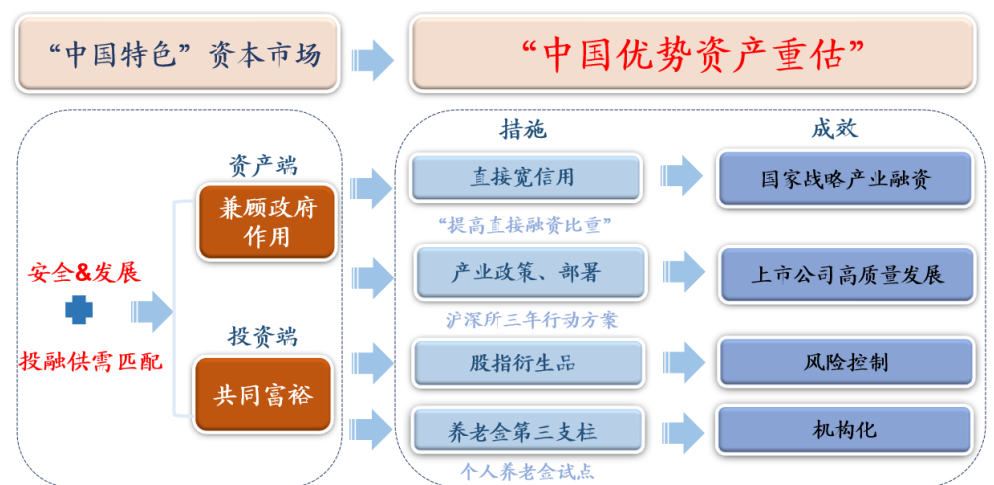 “中国特色”资本市场
“中国优势资产重估”
措施
成效
资产端
兼顾政府
作用
直接宽信用
国家战略产业融资
“提高直接融资比重”
安全&发展
产业政策、部署
上市公司高质量发展
沪深所三年行动方案
投融供需匹配
投资端
共同富裕
股指衍生品
风险控制
养老金第三支柱
机构化
个人养老金试点